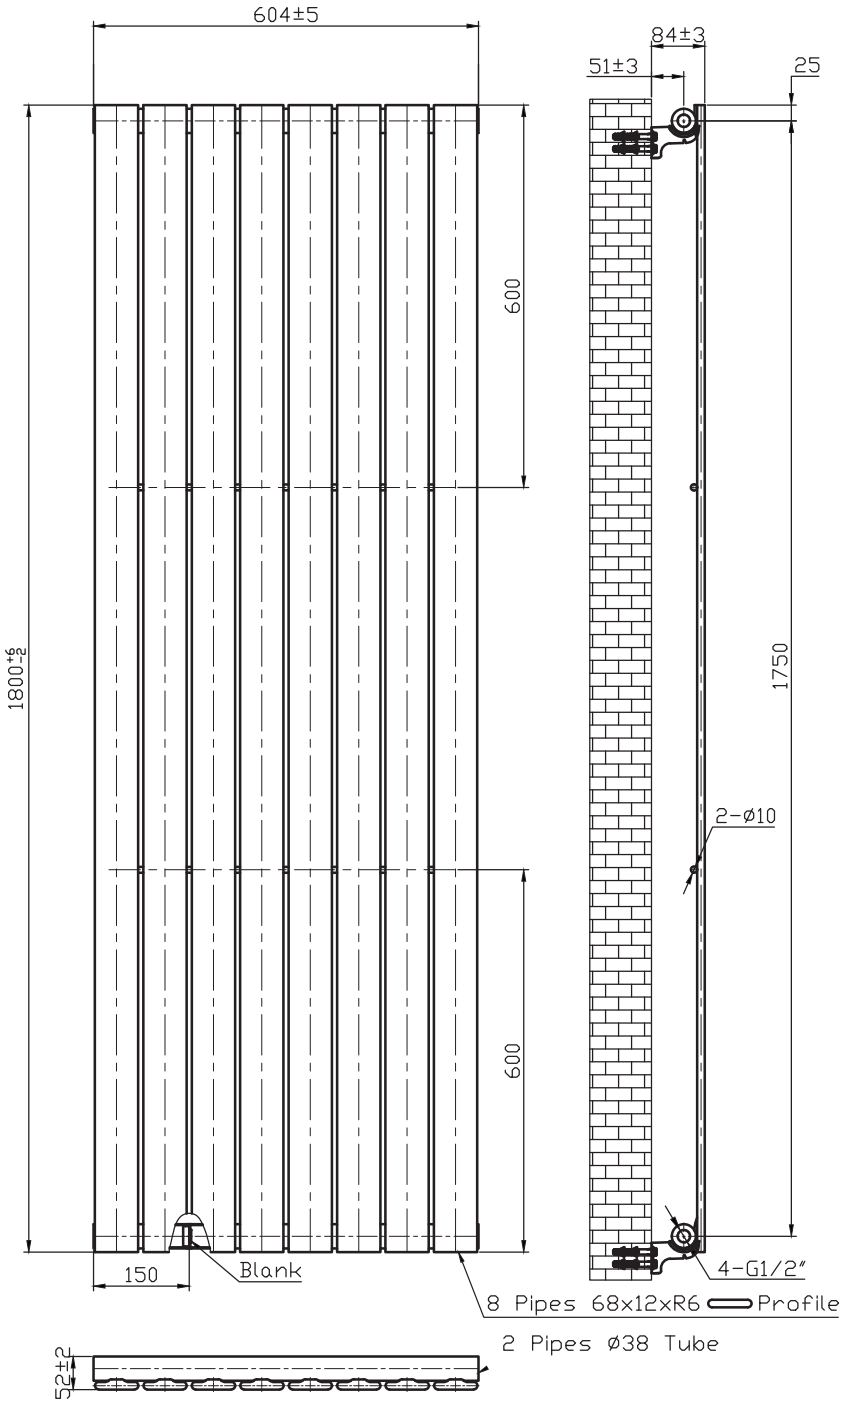 604±5
84±3
51±3
25
600
1800+6-2
1750
2-Ø10
600
150
Blank
4-G1/2″
8 Pipes 68x12xR6 Profile
2 Pipes Ø38 Tube
52±2